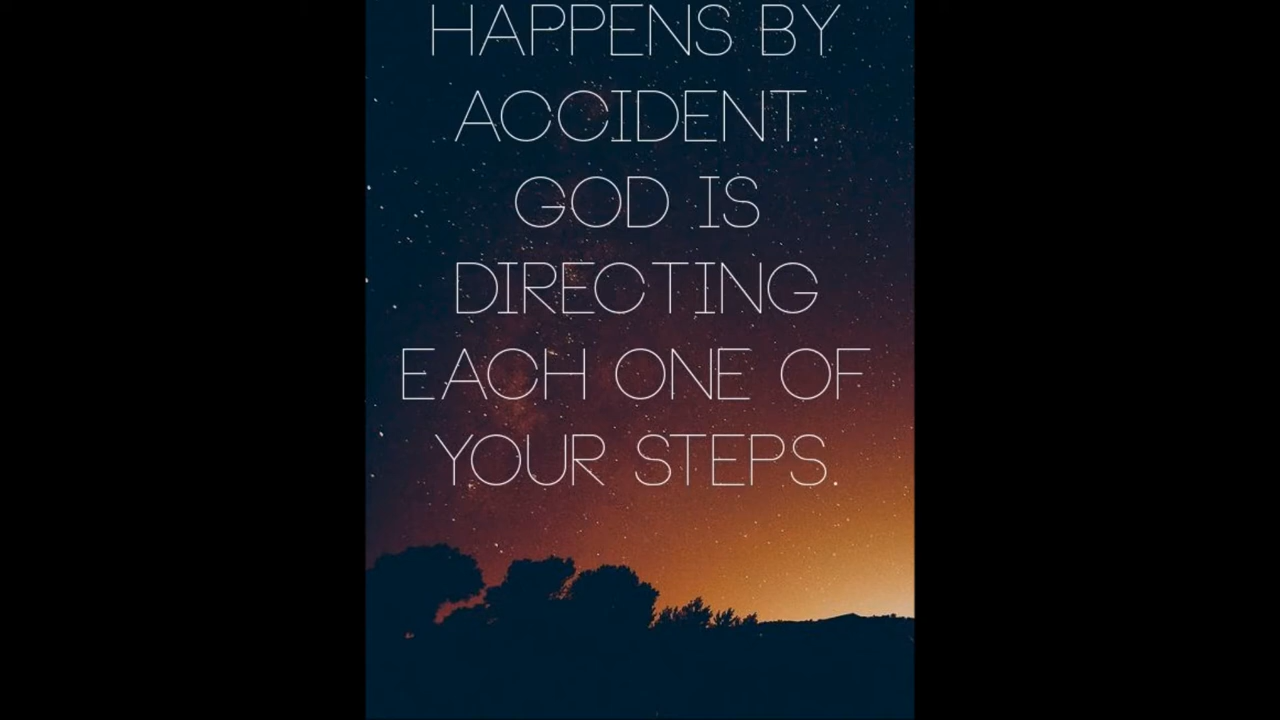 HAPPENS BY
ACCIDENT.
GOD IS
DIRECTING
EACH ONE OF
YOUR STEPS.